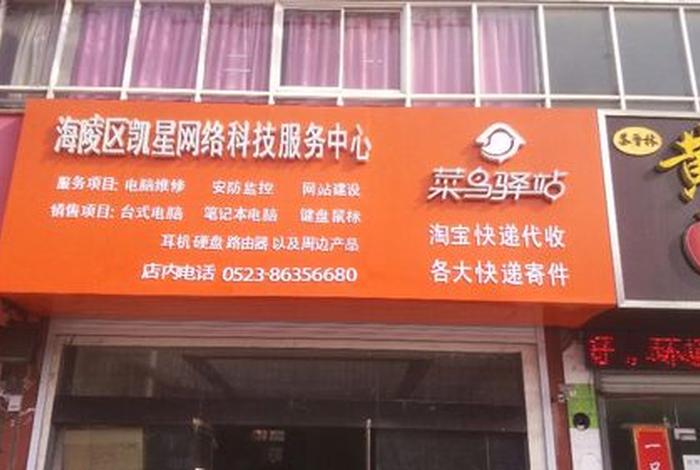 海陵区凯星网络科技服务中心
服务项目: 电脑维修 安防监控 网站建设
销售项目: 台式电脑 笔记本电脑 键盘 鼠标
耳机 硬盘 路由器 以及周边产品
店内电话 0523-86356680
菜鸟驿站
淘宝快递代收
各大快递寄件
黄